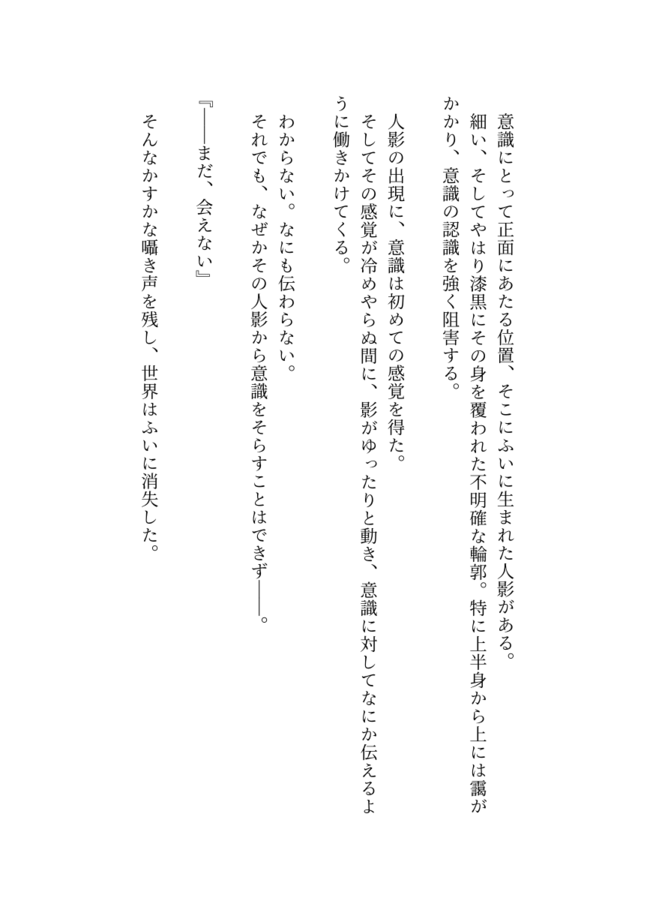 意識にとって正面にあたる位置、そこにふいに生まれた人影がある。
細い、そしてやはり漆黒にその身を覆われた不明確な輪郭。特に上半身から上には靄が
かかり、意識の認識を強く阻害する。
人影の出現に、意識は初めての感覚を得た。
そしてその感覚が冷めやらぬ間に、影がゆったりと動き、意識に対してなにか伝えるよ
うに働きかけてくる。
わからない。なにも伝わらない。
それでも、なぜかその人影から意識をそらすことはできず――。
『――まだ、会えない』
そんなかすかな囁き声を残し、世界はふいに消失した。